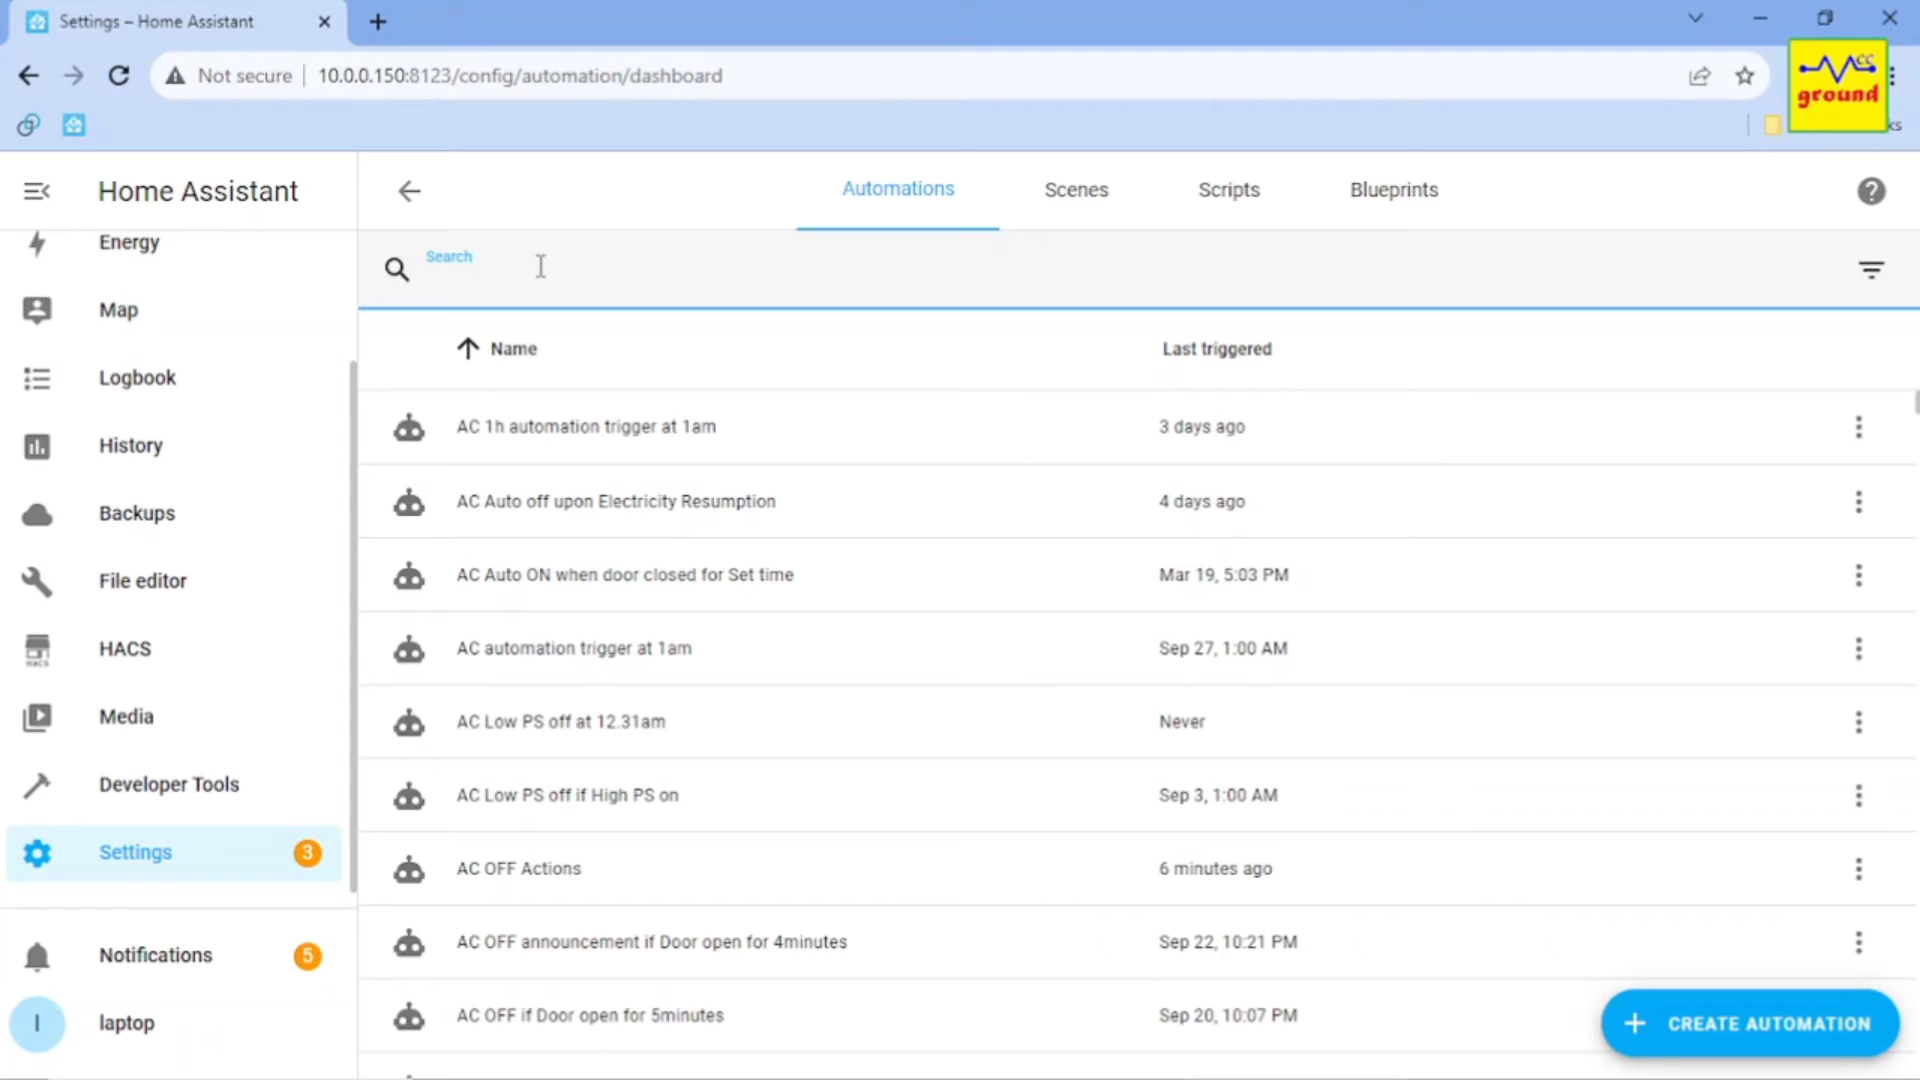 Settings – Home Assistant
Not secure
10.0.0.150:8123/config/automation/dashboard
CC
ground
Home Assistant
Automations
Scenes
Scripts
Blueprints
Energy
Map
Logbook
History
Backups
File editor
HACS
HACS
Media
Developer Tools
Settings
3
Notifications
5
l
laptop
Search
Name
Last triggered
AC 1h automation trigger at 1am
3 days ago
AC Auto off upon Electricity Resumption
4 days ago
AC Auto ON when door closed for Set time
Mar 19, 5:03 PM
AC automation trigger at 1am
Sep 27, 1:00 AM
AC Low PS off at 12.31am
Never
AC Low PS off if High PS on
Sep 3, 1:00 AM
AC OFF Actions
6 minutes ago
AC OFF announcement if Door open for 4minutes
Sep 22, 10:21 PM
AC OFF if Door open for 5minutes
Sep 20, 10:07 PM
CREATE AUTOMATION